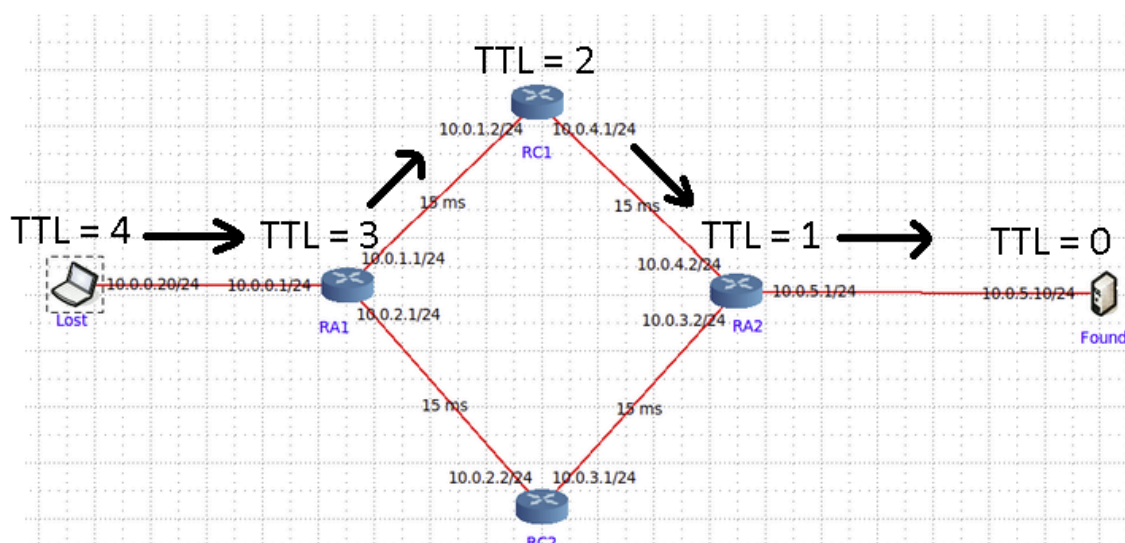 TTL = 2
10.0.1.2/24
10.0.4.1/24
RC1
15 ms
15 ms
TTL = 4
TTL = 3
TTL = 1
TTL = 0
10.0.1.1/24
10.0.4.2/24
10.0.0.20/24
10.0.0.1/24
10.0.5.1/24
10.0.5.10/24
Lost
RA1
10.0.2.1/24
10.0.3.2/24
RA2
Found
15 ms
15 ms
10.0.2.2/24
10.0.3.1/24
RC2